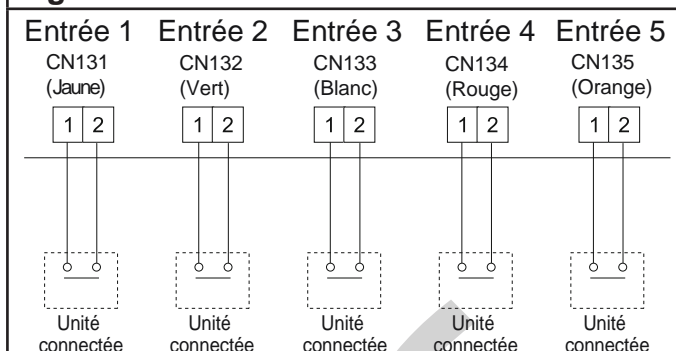 Entrée 1 Entrée 2 Entrée 3 Entrée 4 Entrée 5
CN131 CN132 CN133 CN134 CN135
(Jaune) (Vert) (Blanc) (Rouge) (Orange)
1 2 1 2 1 2 1 2 1 2
Unité Unité Unité Unité Unité
connectée connectée connectée connectée connectée